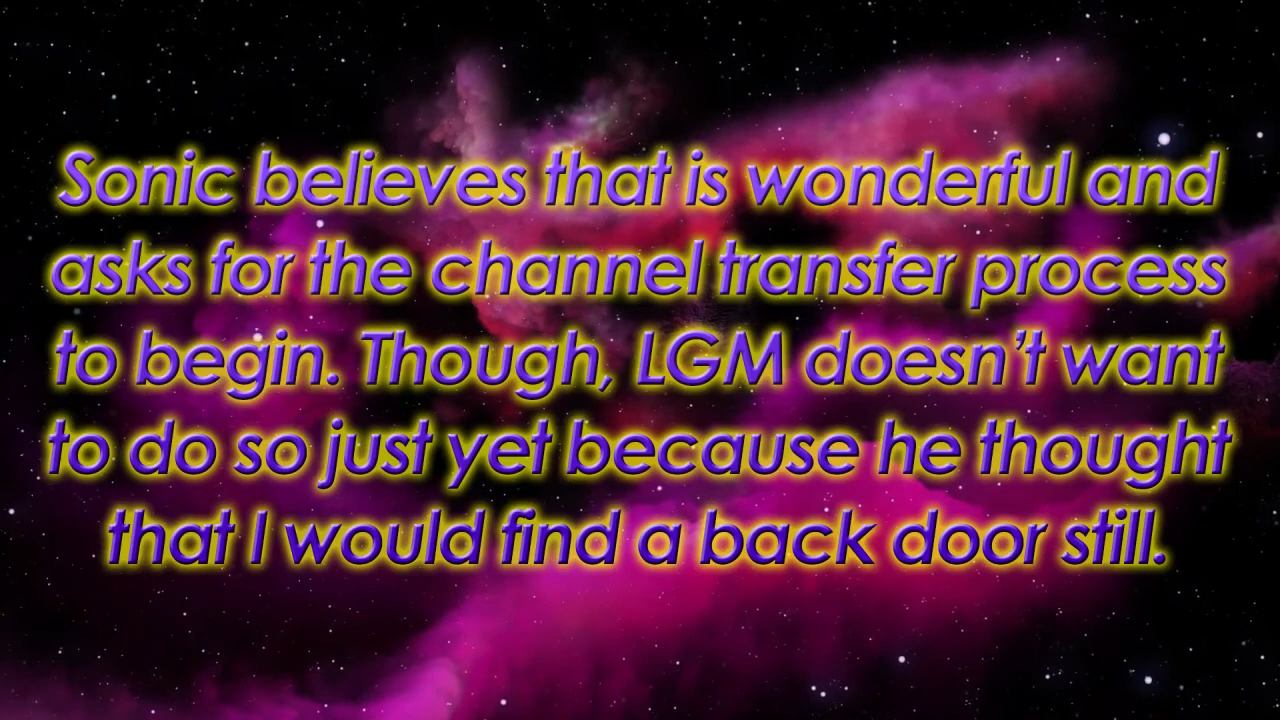 Sonic believes that is wonderful and
asks for the channel transfer process
to begin. Though, LGM doesn’t want
to do so just yet because he thought
that I would find a back door still.